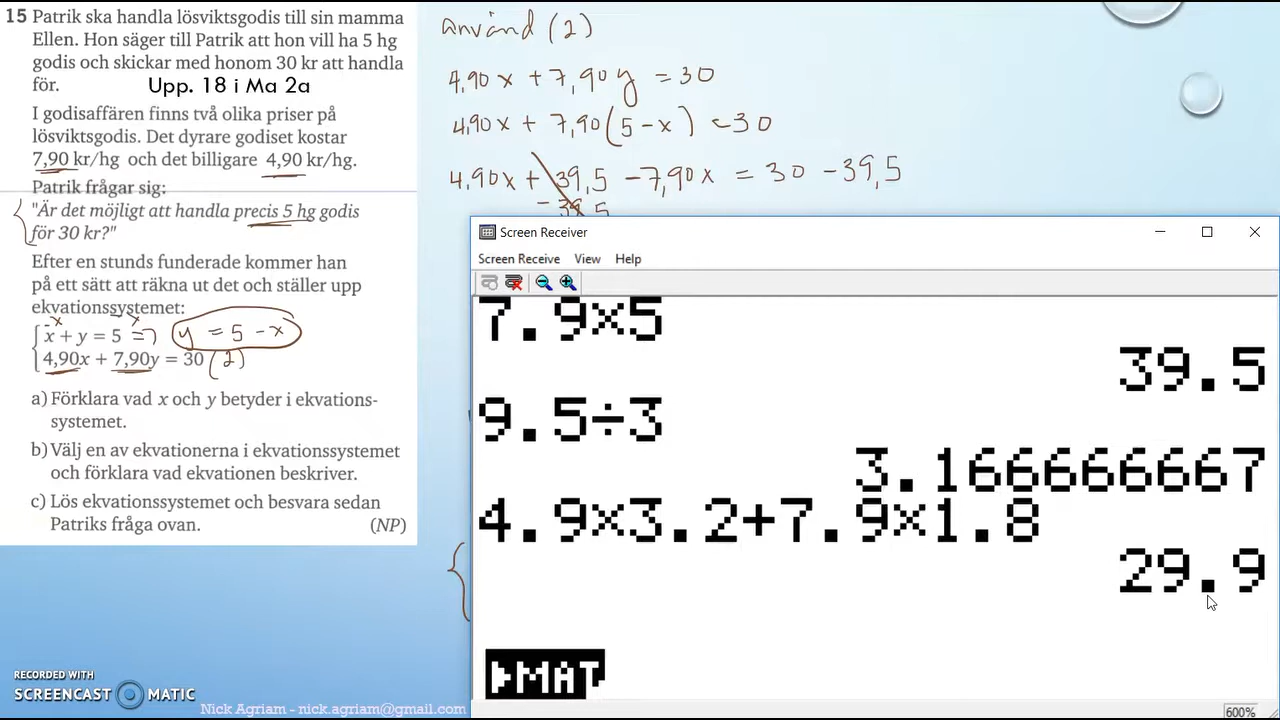 15 Patrik ska handla lösviktsgodis till sin mamma
Ellen. Hon säger till Patrik att hon vill ha 5 hg
godis och skickar med honom 30 kr att handla
för.
Upp. 18 i Ma 2a
I godisaffären finns två olika priser på
lösviktsgodis. Det dyrare godiset kostar
7,90 kr/hg och det billigare 4,90 kr/hg.
Patrik frågar sig:
"Är det möjligt att handla precis 5 hg godis
för 30 kr?"
Efter en stunds funderade kommer han
på ett sätt att räkna ut det och ställer upp
ekvationssystemet:
-x -x
x + y = 5 => y = 5 - x
4,90x + 7,90y = 30 (2)
a) Förklara vad x och y betyder i ekvations-
systemet.
b) Välj en av ekvationerna i ekvationssystemet
och förklara vad ekvationen beskriver.
c) Lös ekvationssystemet och besvara sedan
Patriks fråga ovan. (NP)
använd (2)
4,90x + 7,90y = 30
4,90x + 7,90(5 - x) = 30
4,90x + 39,5 - 7,90x = 30 - 39,5
- 39,5
Screen Receiver
Screen Receive View Help
7.9×5
39.5
9.5÷3
3.166666667
4.9×3.2+7.9×1.8
29.9
▶MAT
600%
RECORDED WITH
SCREENCAST MATIC
Nick Agriam - nick.agriam@gmail.com